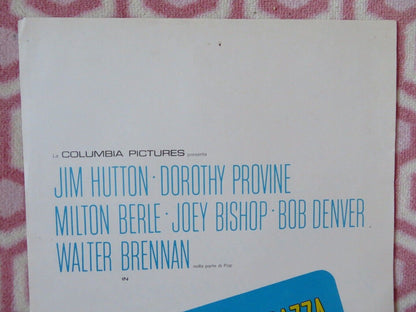 La COLUMBIA PICTURES presenta
JIM HUTTON · DOROTHY PROVINE
MILTON BERLE · JOEY BISHOP · BOB DENVER
WALTER BRENNAN nella parte di Pop
IN